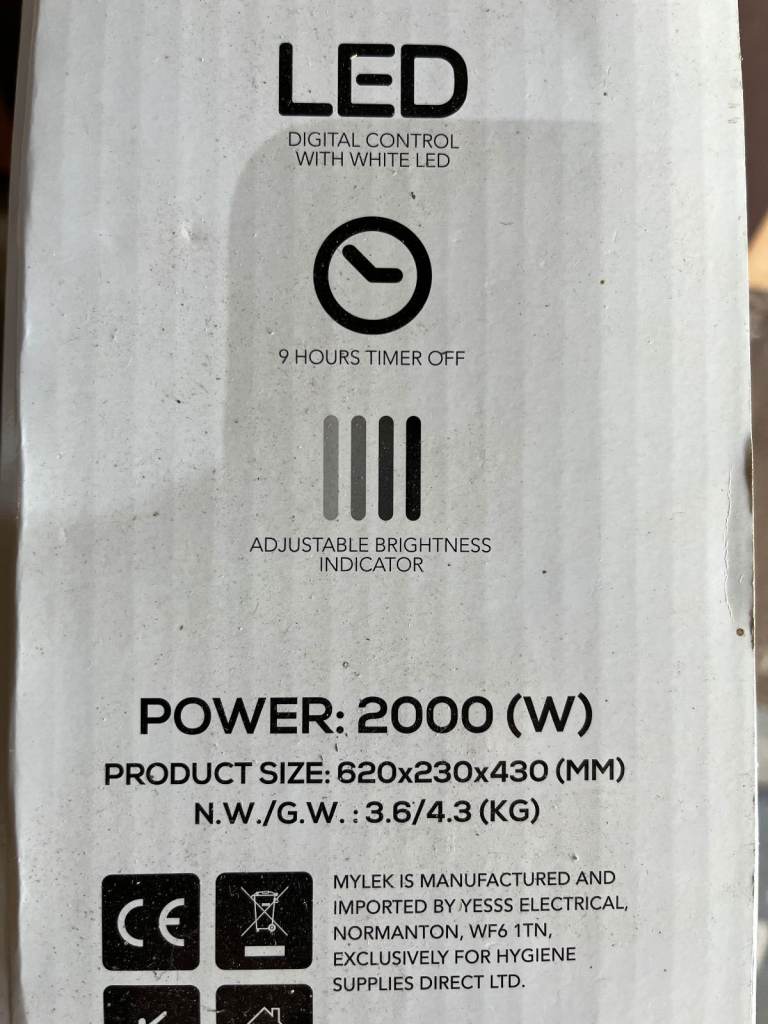 LED
DIGITAL CONTROL
WITH WHITE LED
9 HOURS TIMER OFF
ADJUSTABLE BRIGHTNESS
INDICATOR
POWER: 2000 (W)
PRODUCT SIZE: 620x230x430 (MM)
N.W./G.W. : 3.6/4.3 (KG)
CE
MYLEK IS MANUFACTURED AND
IMPORTED BY YESSS ELECTRICAL,
NORMANTON, WF6 1TN,
EXCLUSIVELY FOR HYGIENE
SUPPLIES DIRECT LTD.